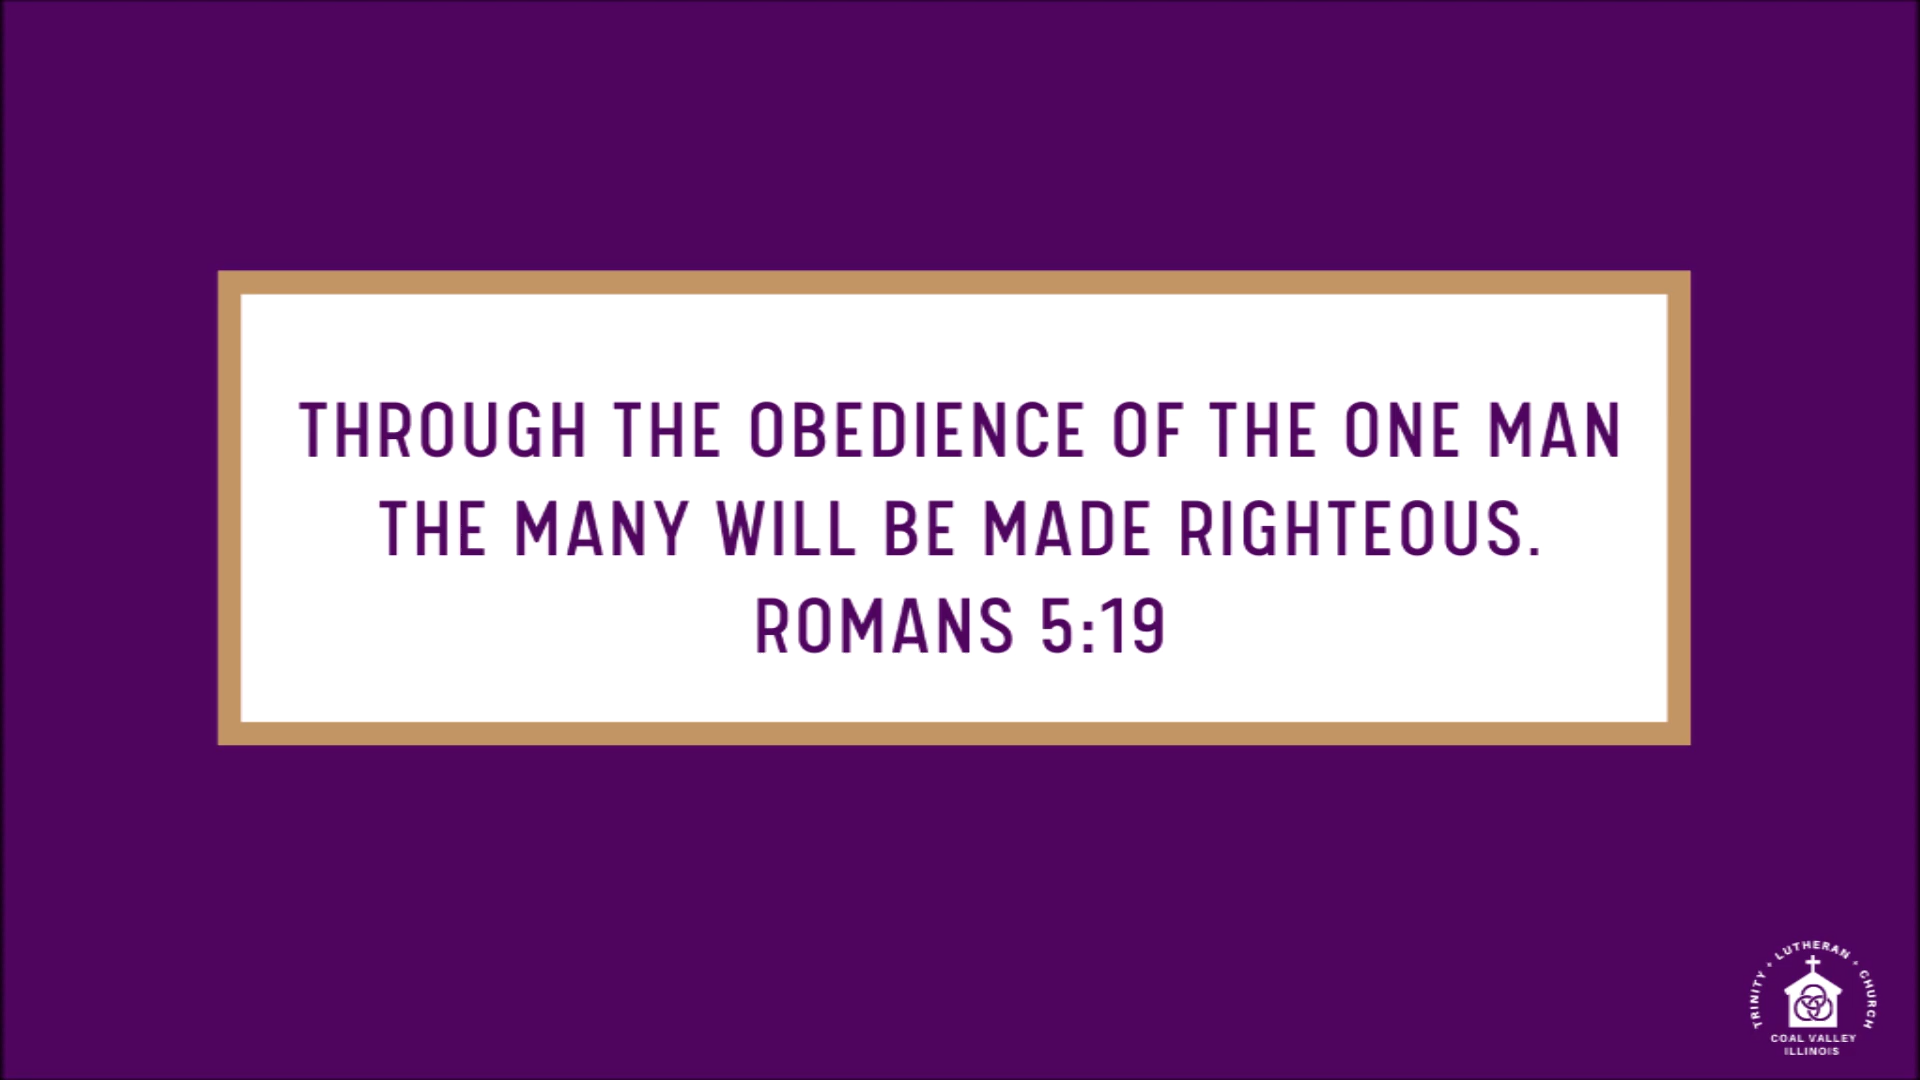 THROUGH THE OBEDIENCE OF THE ONE MAN
THE MANY WILL BE MADE RIGHTEOUS.
ROMANS 5:19
TRINITY + LUTHERAN + CHURCH
COAL VALLEY
ILLINOIS